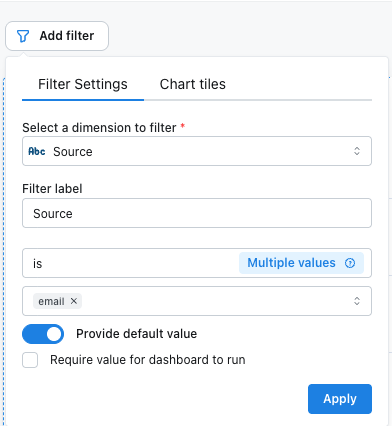 Add filter
Filter Settings
Chart tiles
Select a dimension to filter *
Abc Source
Filter label
Source
is
Multiple values
email ×
Provide default value
Require value for dashboard to run
Apply